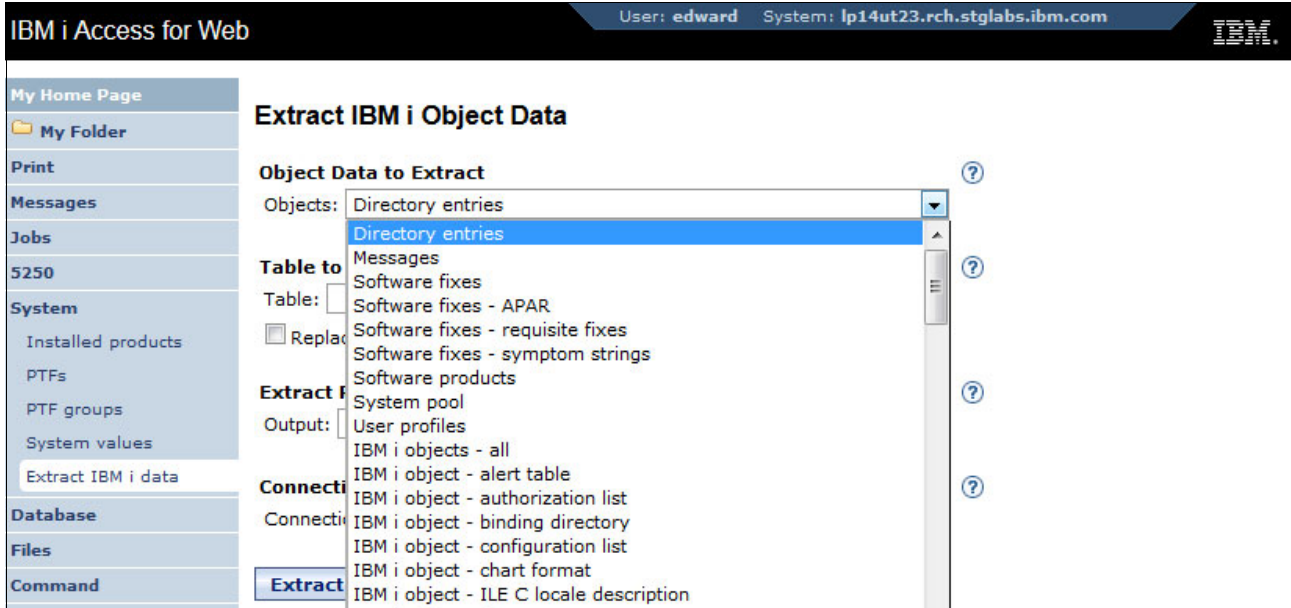 IBM i Access for Web
User: edward System: lp14ut23.rch.stglabs.ibm.com
IBM.
My Home Page
My Folder
Print
Messages
Jobs
5250
System
Installed products
PTFs
PTF groups
System values
Extract IBM i data
Database
Files
Command
Extract IBM i Object Data
Object Data to Extract
?
Objects: Directory entries
Directory entries
Messages
Software fixes
Software fixes - APAR
Software fixes - requisite fixes
Software fixes - symptom strings
Software products
System pool
User profiles
IBM i objects - all
IBM i object - alert table
IBM i object - authorization list
IBM i object - binding directory
IBM i object - configuration list
IBM i object - chart format
IBM i object - ILE C locale description
Table to
?
Table:
Replac
Extract
?
Output:
Connecti
?
Connecti
Extract